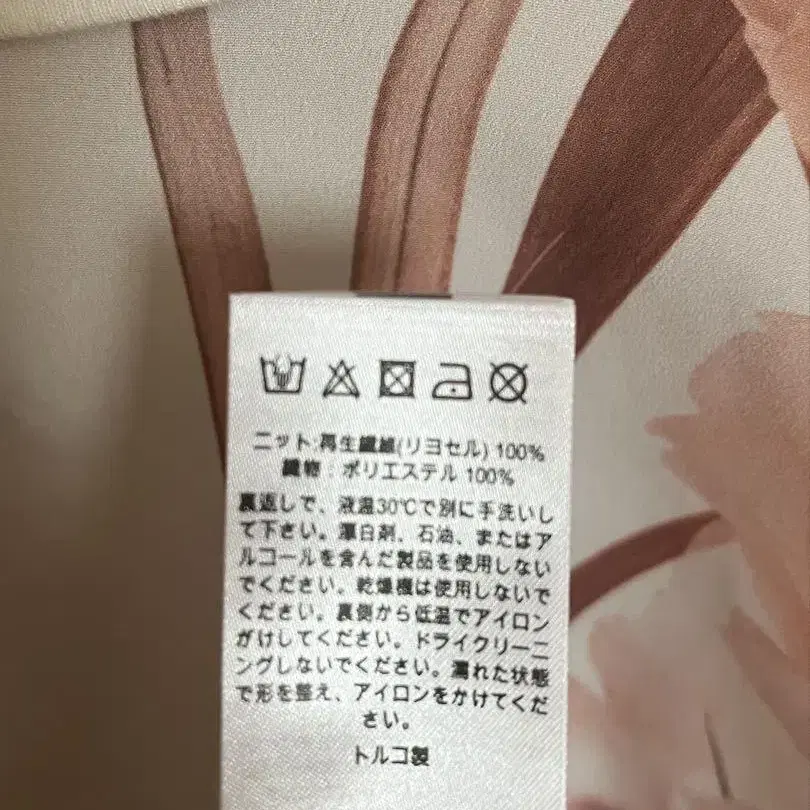 ニット:再生繊維(リヨセル) 100%
織物 : ポリエステル 100%
裏返しで、液温30℃で別に手洗いし
て下さい。漂白剤、石油、またはア
ルコールを含んだ製品を使用しない
でください。乾燥機は使用しないで
ください。裏側から低温でアイロン
がけしてください。ドライクリーニ
ングしないでください。濡れた状態
で形を整え、アイロンをかけてくだ
さい。
トルコ製